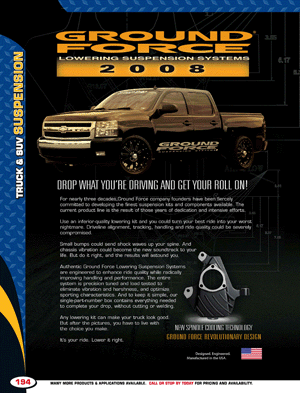 GROUND
FORCE
LOWERING SUSPENSION SYSTEMS
2008
TRUCK & SUV SUSPENSION
GROUND
FORCE
DROP WHAT YOU'RE DRIVING AND GET YOUR ROLL ON!
For nearly three decades,Ground Force company founders have been fiercely
committed to developing the finest suspension kits and components available. The
current product line is the result of those years of dedication and intensive efforts.
Use an inferior-quality lowering kit and you could turn your best ride into your worst
nightmare. Driveline alignment, tracking, handling and ride quality could be severely
compromised.
Small bumps could send shock waves up your spine. And
chassis vibration could become the new soundtrack to your
life. But do it right, and the results will astound you.
Authentic Ground Force Lowering Suspension Systems
are engineered to enhance ride quality while radically
improving handling and performance. The entire
system is precision tuned and load tested to
eliminate vibration and harshness, and optimize
sporting characteristics. And to keep it simple, our
single-part-number box contains everything needed
to complete your drop, without cutting or welding.
Any lowering kit can make your truck look good.
But after the pictures, you have to live with
the choice you make.
It's your ride. Lower it right.
NEW SPINDLE COOLING TECHNOLOGY
GROUND FORCE REVOLUTIONARY DESIGN
Designed, Engineered,
Manufactured in the USA
194
MANY MORE PRODUCTS & APPLICATIONS AVAILABLE. CALL OR STOP BY TODAY FOR PRICING AND AVAILABILITY.